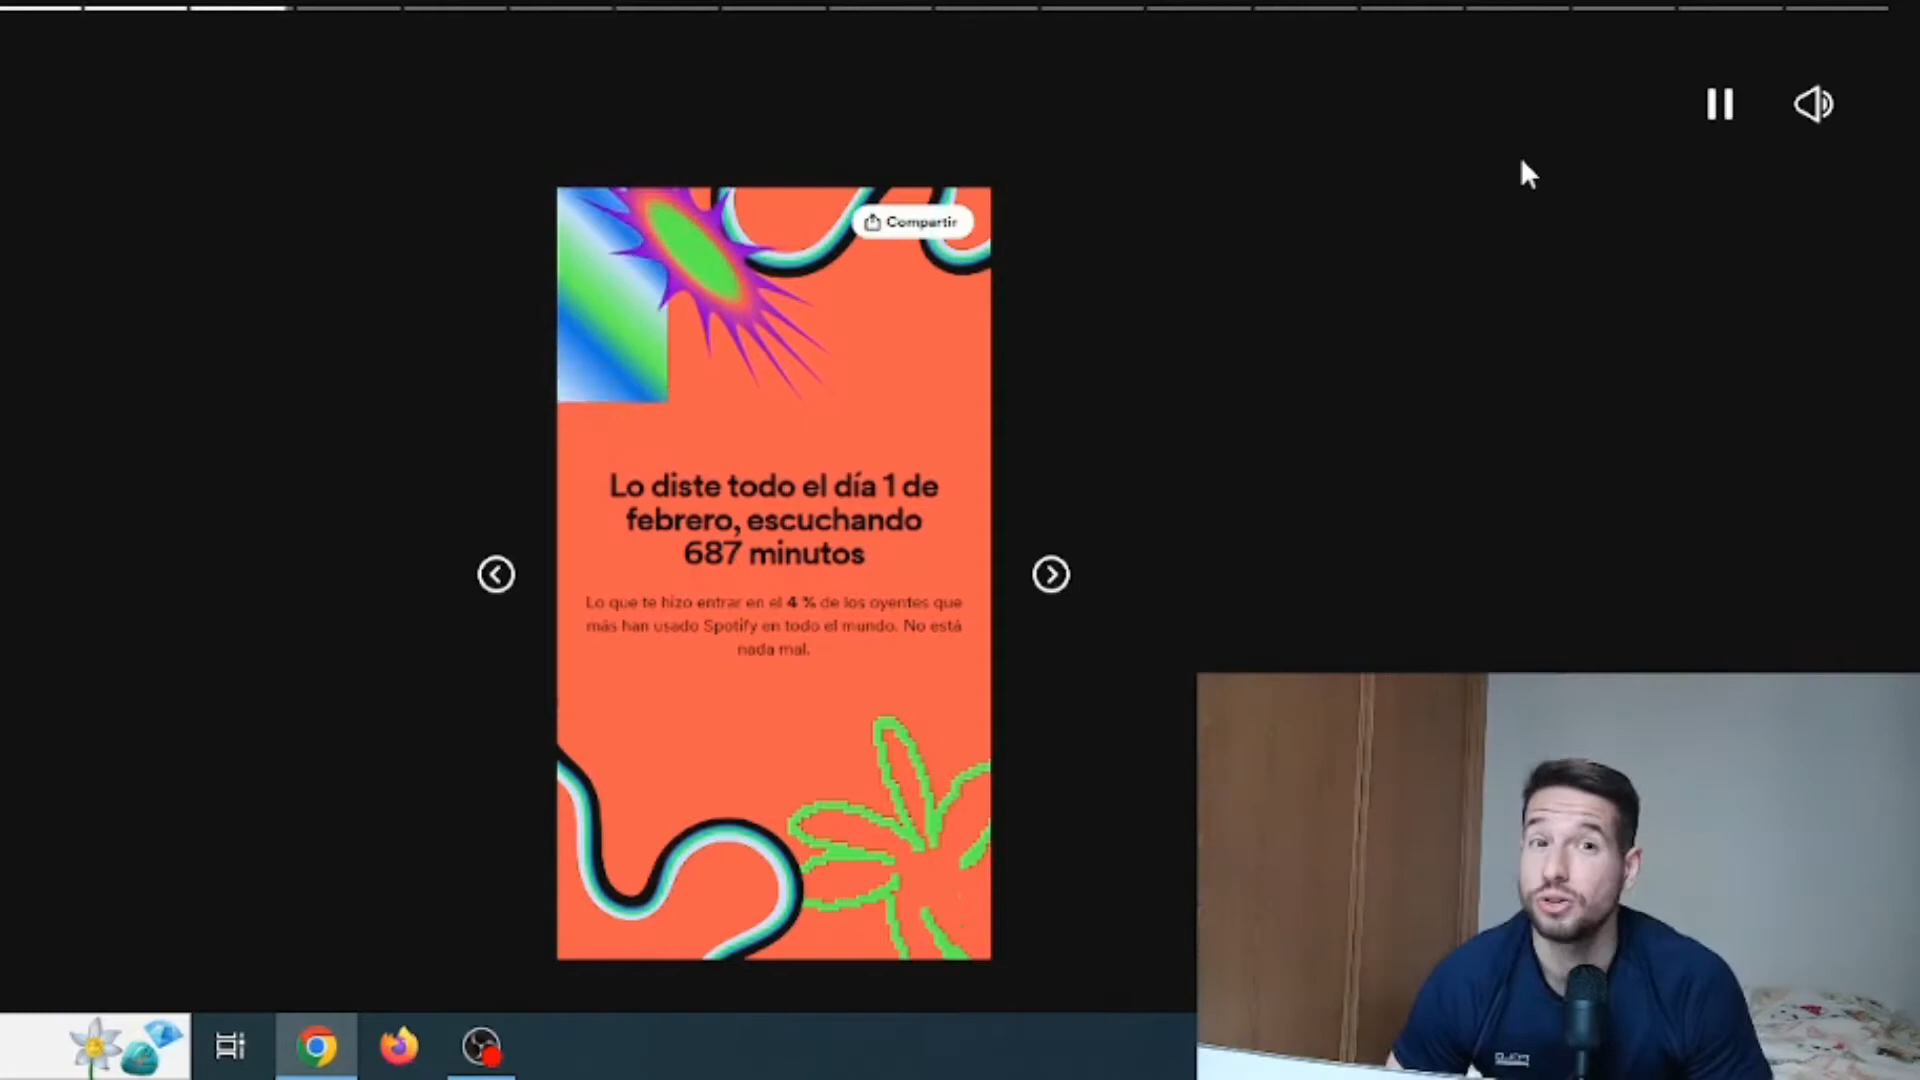 Compartir
Lo diste todo el día 1 de
febrero, escuchando
687 minutos
Lo que te hizo entrar en el 4 % de los oyentes que
más han usado Spotify en todo el mundo. No está
nada mal.